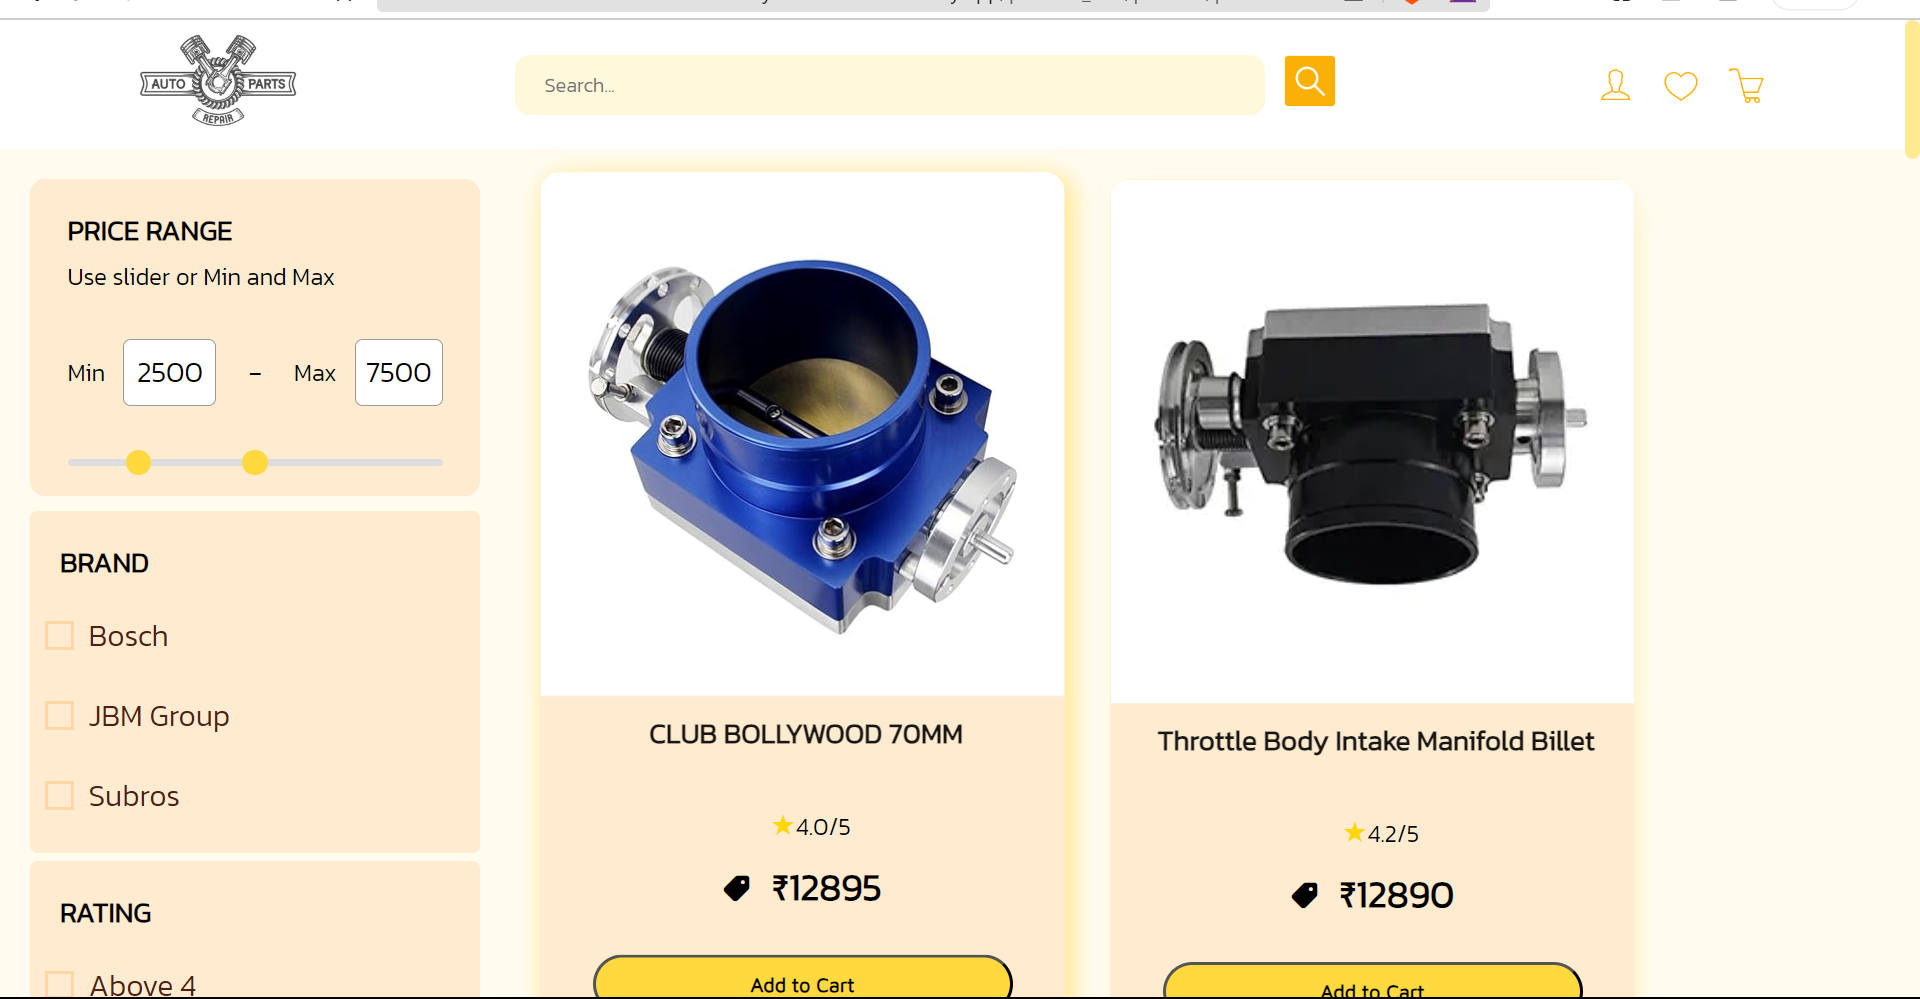 AUTO PARTS
REPAIR
Search...
PRICE RANGE
Use slider or Min and Max
Min 2500 - Max 7500
BRAND
Bosch
JBM Group
Subros
RATING
Above 4
CLUB BOLLYWOOD 70MM
★4.0/5
₹12895
Add to Cart
Throttle Body Intake Manifold Billet
★4.2/5
₹12890
Add to Cart